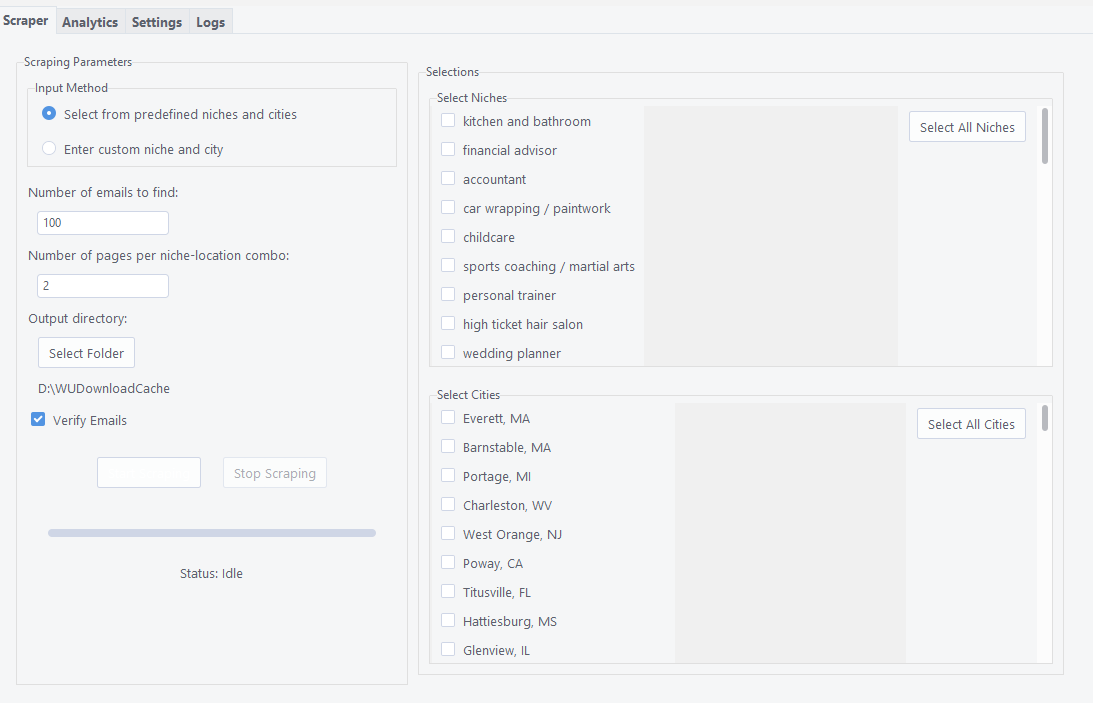 Scraper Analytics Settings Logs
Scraping Parameters
Input Method
Select from predefined niches and cities
Enter custom niche and city
Number of emails to find:
100
Number of pages per niche-location combo:
2
Output directory:
Select Folder
D:\WUDownloadCache
Verify Emails
Stop Scraping
Status: Idle
Selections
Select Niches
kitchen and bathroom
financial advisor
accountant
car wrapping / paintwork
childcare
sports coaching / martial arts
personal trainer
high ticket hair salon
wedding planner
Select All Niches
Select Cities
Everett, MA
Barnstable, MA
Portage, MI
Charleston, WV
West Orange, NJ
Poway, CA
Titusville, FL
Hattiesburg, MS
Glenview, IL
Select All Cities